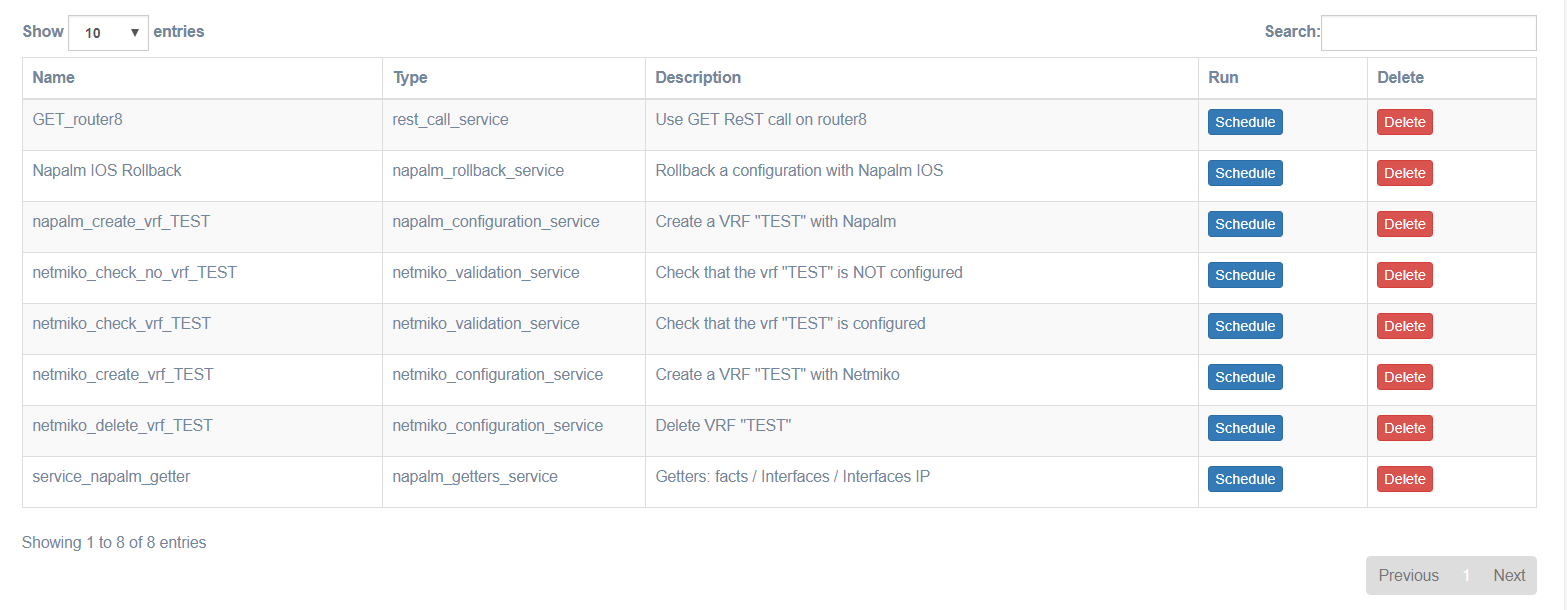 Show 10 entries Search:
Name Type Description Run Delete
GET_router8 rest_call_service Use GET ReST call on router8 Schedule Delete
Napalm IOS Rollback napalm_rollback_service Rollback a configuration with Napalm IOS Schedule Delete
napalm_create_vrf_TEST napalm_configuration_service Create a VRF "TEST" with Napalm Schedule Delete
netmiko_check_no_vrf_TEST netmiko_validation_service Check that the vrf "TEST" is NOT configured Schedule Delete
netmiko_check_vrf_TEST netmiko_validation_service Check that the vrf "TEST" is configured Schedule Delete
netmiko_create_vrf_TEST netmiko_configuration_service Create a VRF "TEST" with Netmiko Schedule Delete
netmiko_delete_vrf_TEST netmiko_configuration_service Delete VRF "TEST" Schedule Delete
service_napalm_getter napalm_getters_service Getters: facts / Interfaces / Interfaces IP Schedule Delete
Showing 1 to 8 of 8 entries
Previous 1 Next